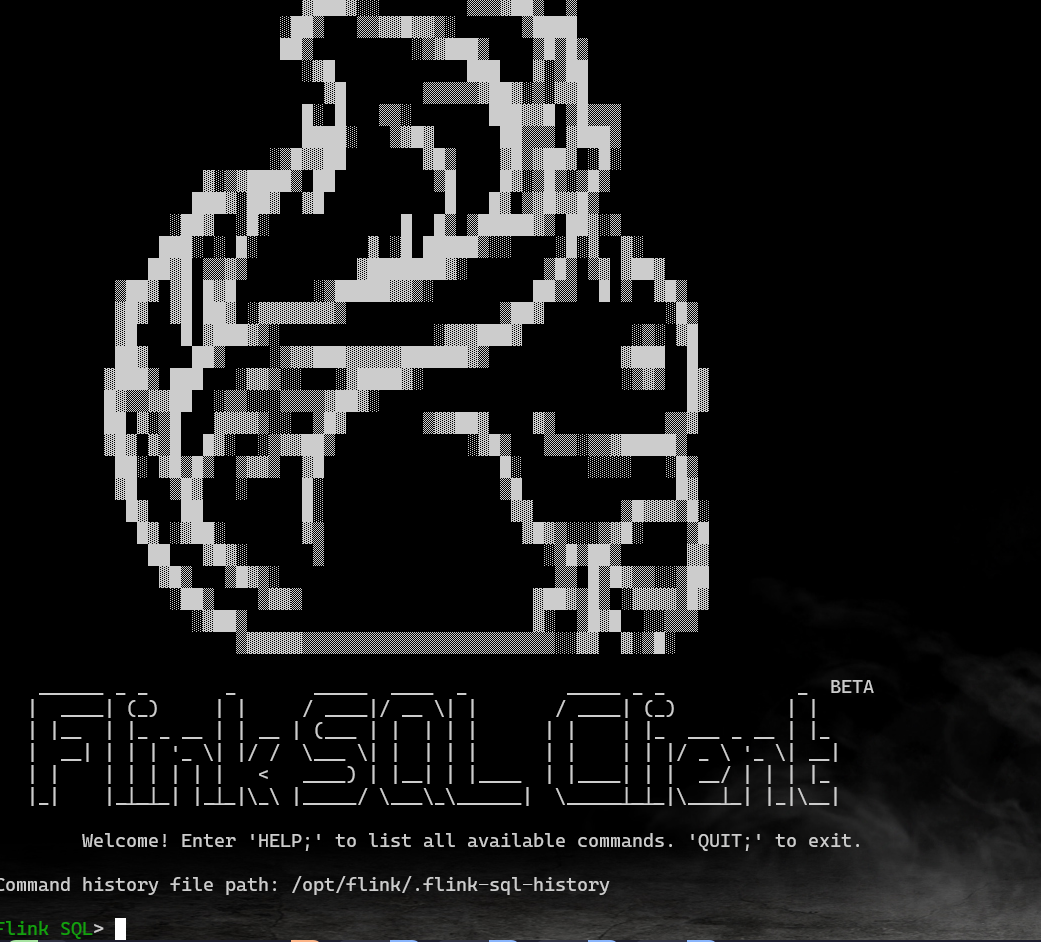 Flink SQL Client BETA
Welcome! Enter 'HELP;' to list all available commands. 'QUIT;' to exit.
Command history file path: /opt/flink/.flink-sql-history
Flink SQL>